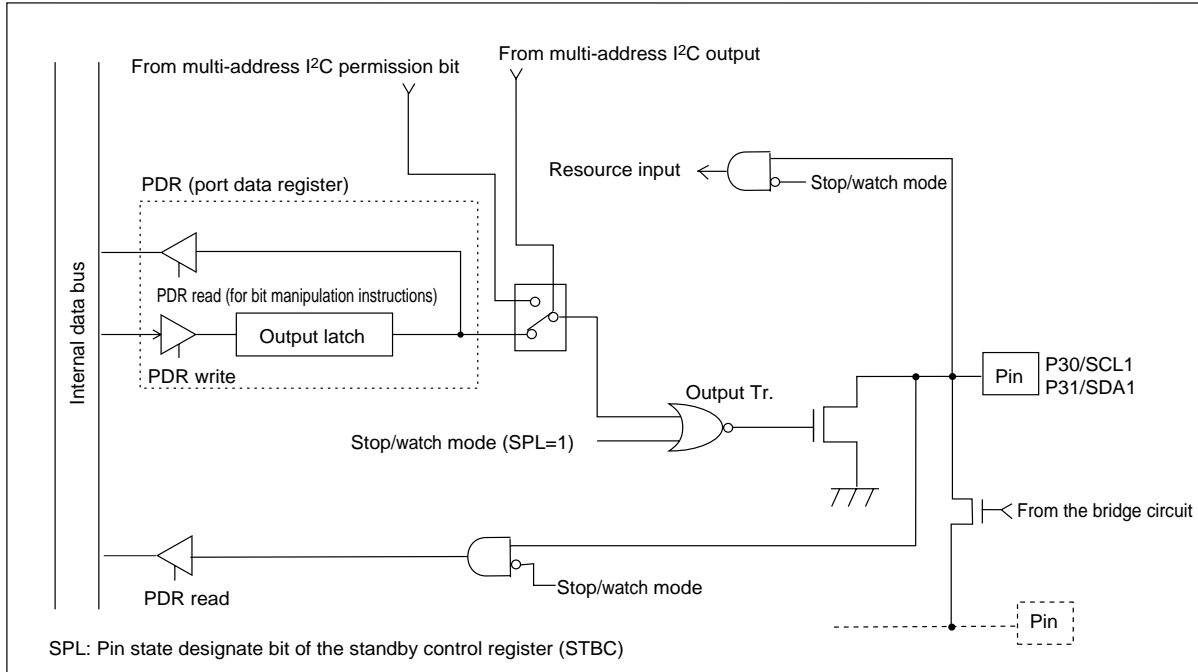 From multi-address I²C permission bit
From multi-address I²C output
Resource input
Stop/watch mode
PDR (port data register)
Internal data bus
PDR read (for bit manipulation instructions)
Output latch
PDR write
Output Tr.
Pin
P30/SCL1
P31/SDA1
Stop/watch mode (SPL=1)
From the bridge circuit
Stop/watch mode
PDR read
Pin
SPL: Pin state designate bit of the standby control register (STBC)